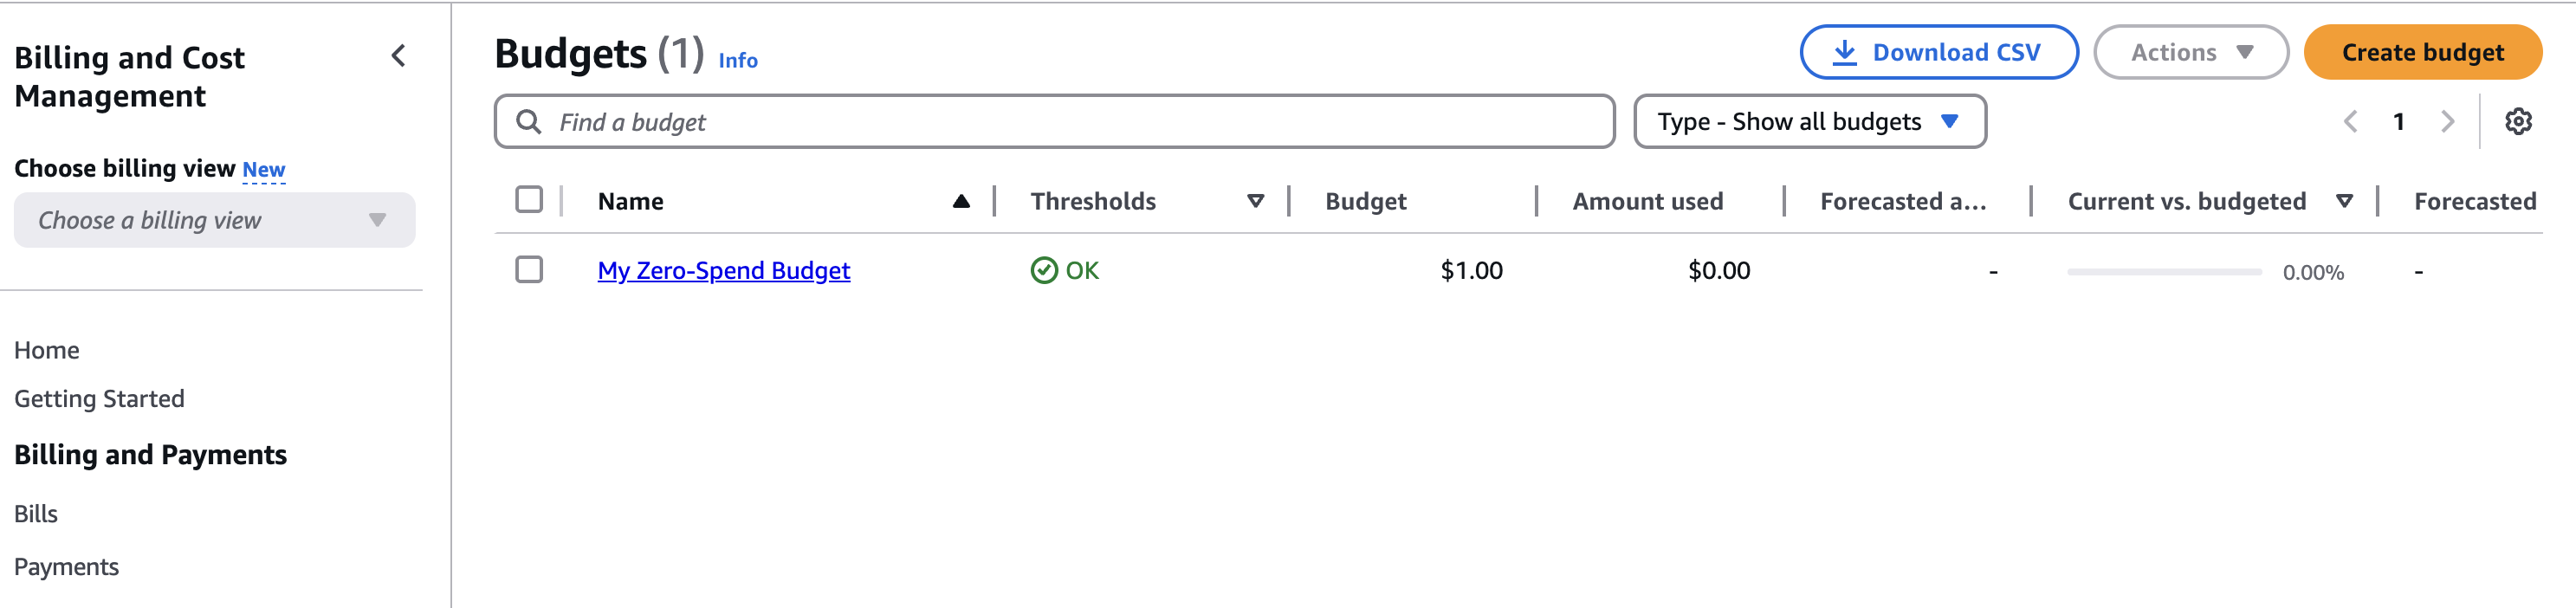 Billing and Cost
Management
Choose billing view New
Choose a billing view
Home
Getting Started
Billing and Payments
Bills
Payments
Budgets (1) Info
Download CSV
Actions
Create budget
Find a budget
Type - Show all budgets
1
Name Thresholds Budget Amount used Forecasted a... Current vs. budgeted Forecasted
My Zero-Spend Budget OK $1.00 $0.00 - 0.00% -